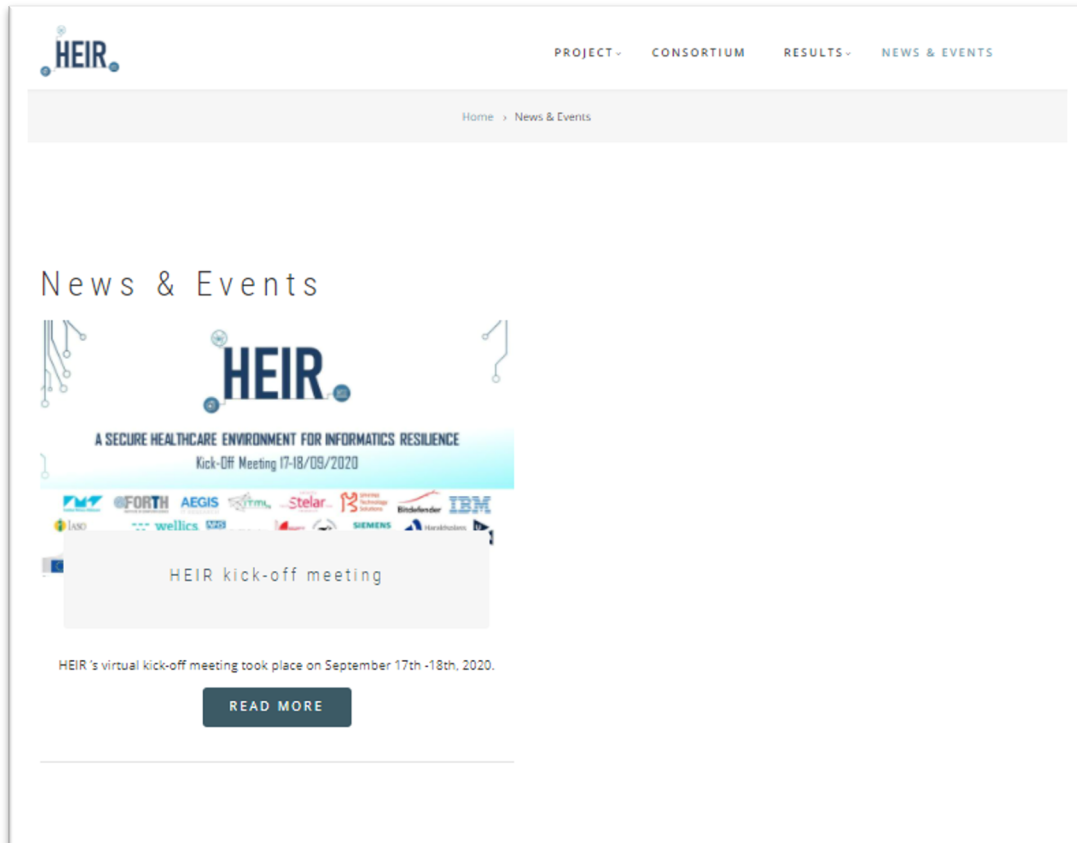 HEIR
PROJECT CONSORTIUM RESULTS NEWS & EVENTS
Home › News & Events
News & Events
HEIR
A SECURE HEALTHCARE ENVIRONMENT FOR INFORMATICS RESILIENCE
Kick-Off Meeting 17-18/09/2020
FORTH AEGIS Stelar Bitdefender IBM
IASO wellics NHS SIEMENS
HEIR kick-off meeting
HEIR 's virtual kick-off meeting took place on September 17th -18th, 2020.
READ MORE